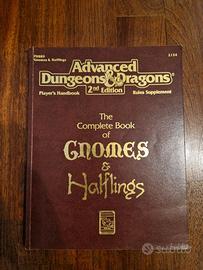 PHBR9
Gnomes & Halflings
2134
Advanced
Dungeons & Dragons®
2nd Edition
Player's Handbook
Rules Supplement
The
Complete Book
of
Gnomes
&
Halflings
subito